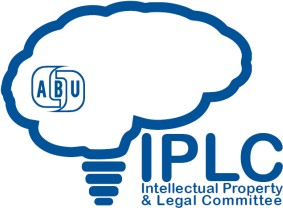 ABU
IPLC
Intellectual Property
& Legal Committee